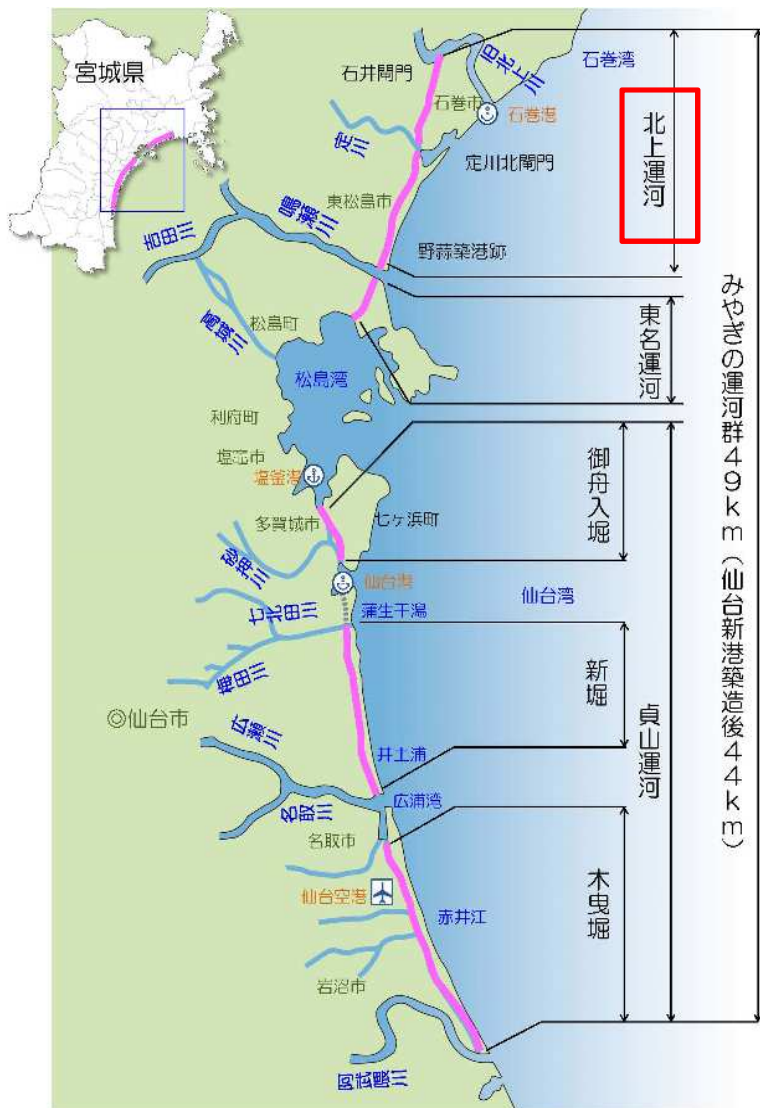 宮城県
石井閘門
旧北上川
石巻湾
石巻市
石巻港
北上運河
定川
定川北閘門
東松島市
鳴瀬川
吉田川
野蒜築港跡
高城川
松島町
東名運河
松島湾
利府町
塩竈市
塩釜港
御舟入堀
多賀城市
七ヶ浜町
砂押川
仙台港
仙台湾
七北田川
蒲生干潟
梅田川
新堀
◎仙台市
広瀬川
井土浦
貞山運河
名取川
広浦湾
名取市
仙台空港
木曳堀
赤井江
岩沼市
阿武隈川
みやぎの運河群49km(仙台新港築造後44km)